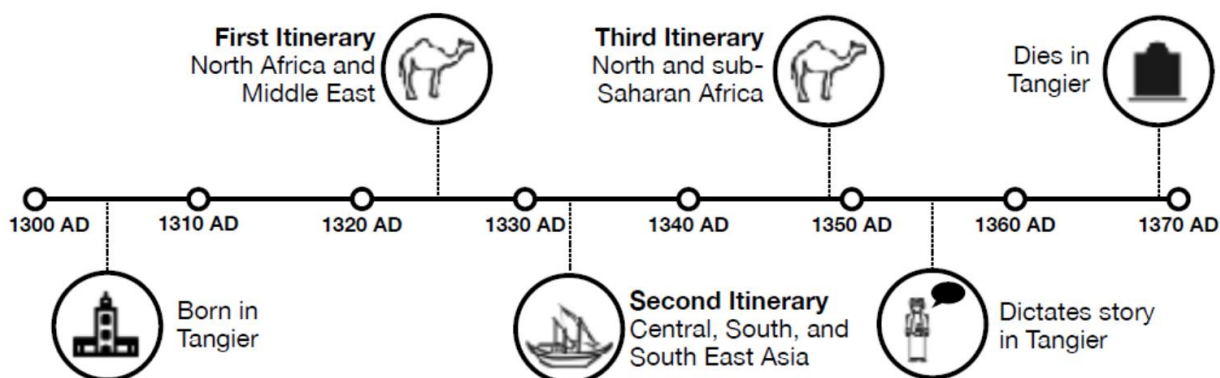 First Itinerary
North Africa and
Middle East
Third Itinerary
North and sub-
Saharan Africa
Dies in
Tangier
1300 AD
1310 AD
1320 AD
1330 AD
1340 AD
1350 AD
1360 AD
1370 AD
Born in
Tangier
Second Itinerary
Central, South, and
South East Asia
Dictates story
in Tangier